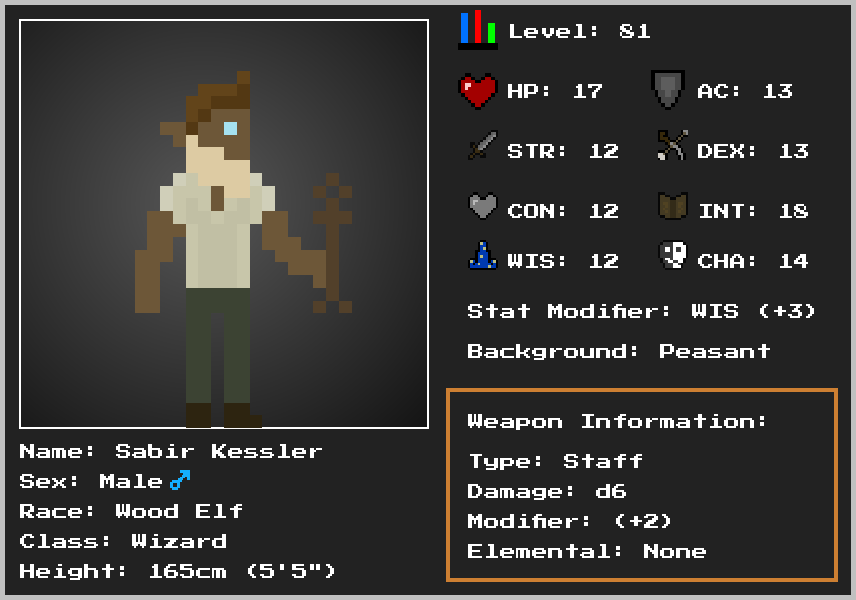 Level: 81
HP: 17 AC: 13
STR: 12 DEX: 13
CON: 12 INT: 18
WIS: 12 CHA: 14
Stat Modifier: WIS (+3)
Background: Peasant
Weapon Information:
Type: Staff
Damage: d6
Modifier: (+2)
Elemental: None
Name: Sabir Kessler
Sex: Male♂
Race: Wood Elf
Class: Wizard
Height: 165cm (5'5")